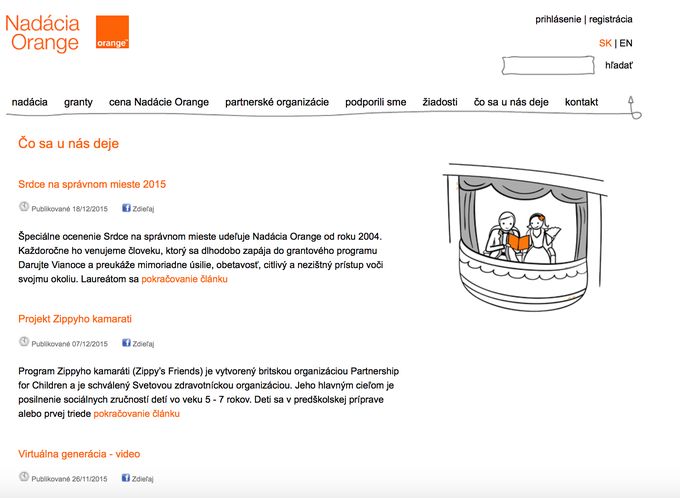 Nadácia
Orange
orange™
prihlásenie | registrácia
SK | EN
hľadať
nadácia granty cena Nadácie Orange partnerské organizácie podporili sme žiadosti čo sa u nás deje kontakt
Čo sa u nás deje
Srdce na správnom mieste 2015
Publikované 18/12/2015 Zdieľaj
Špeciálne ocenenie Srdce na správnom mieste udeľuje Nadácia Orange od roku 2004.
Každoročne ho venujeme človeku, ktorý sa dlhodobo zapája do grantového programu
Darujte Vianoce a preukáže mimoriadne úsilie, obetavosť, citlivý a nezištný prístup voči
svojmu okoliu. Laureátom sa pokračovanie článku
Projekt Zippyho kamarati
Publikované 07/12/2015 Zdieľaj
Program Zippyho kamaráti (Zippy's Friends) je vytvorený britskou organizáciou Partnership
for Children a je schválený Svetovou zdravotníckou organizáciou. Jeho hlavným cieľom je
posilnenie sociálnych zručností detí vo veku 5 - 7 rokov. Deti sa v predškolskej príprave
alebo prvej triede pokračovanie článku
Virtuálna generácia - video
Publikované 26/11/2015 Zdieľaj